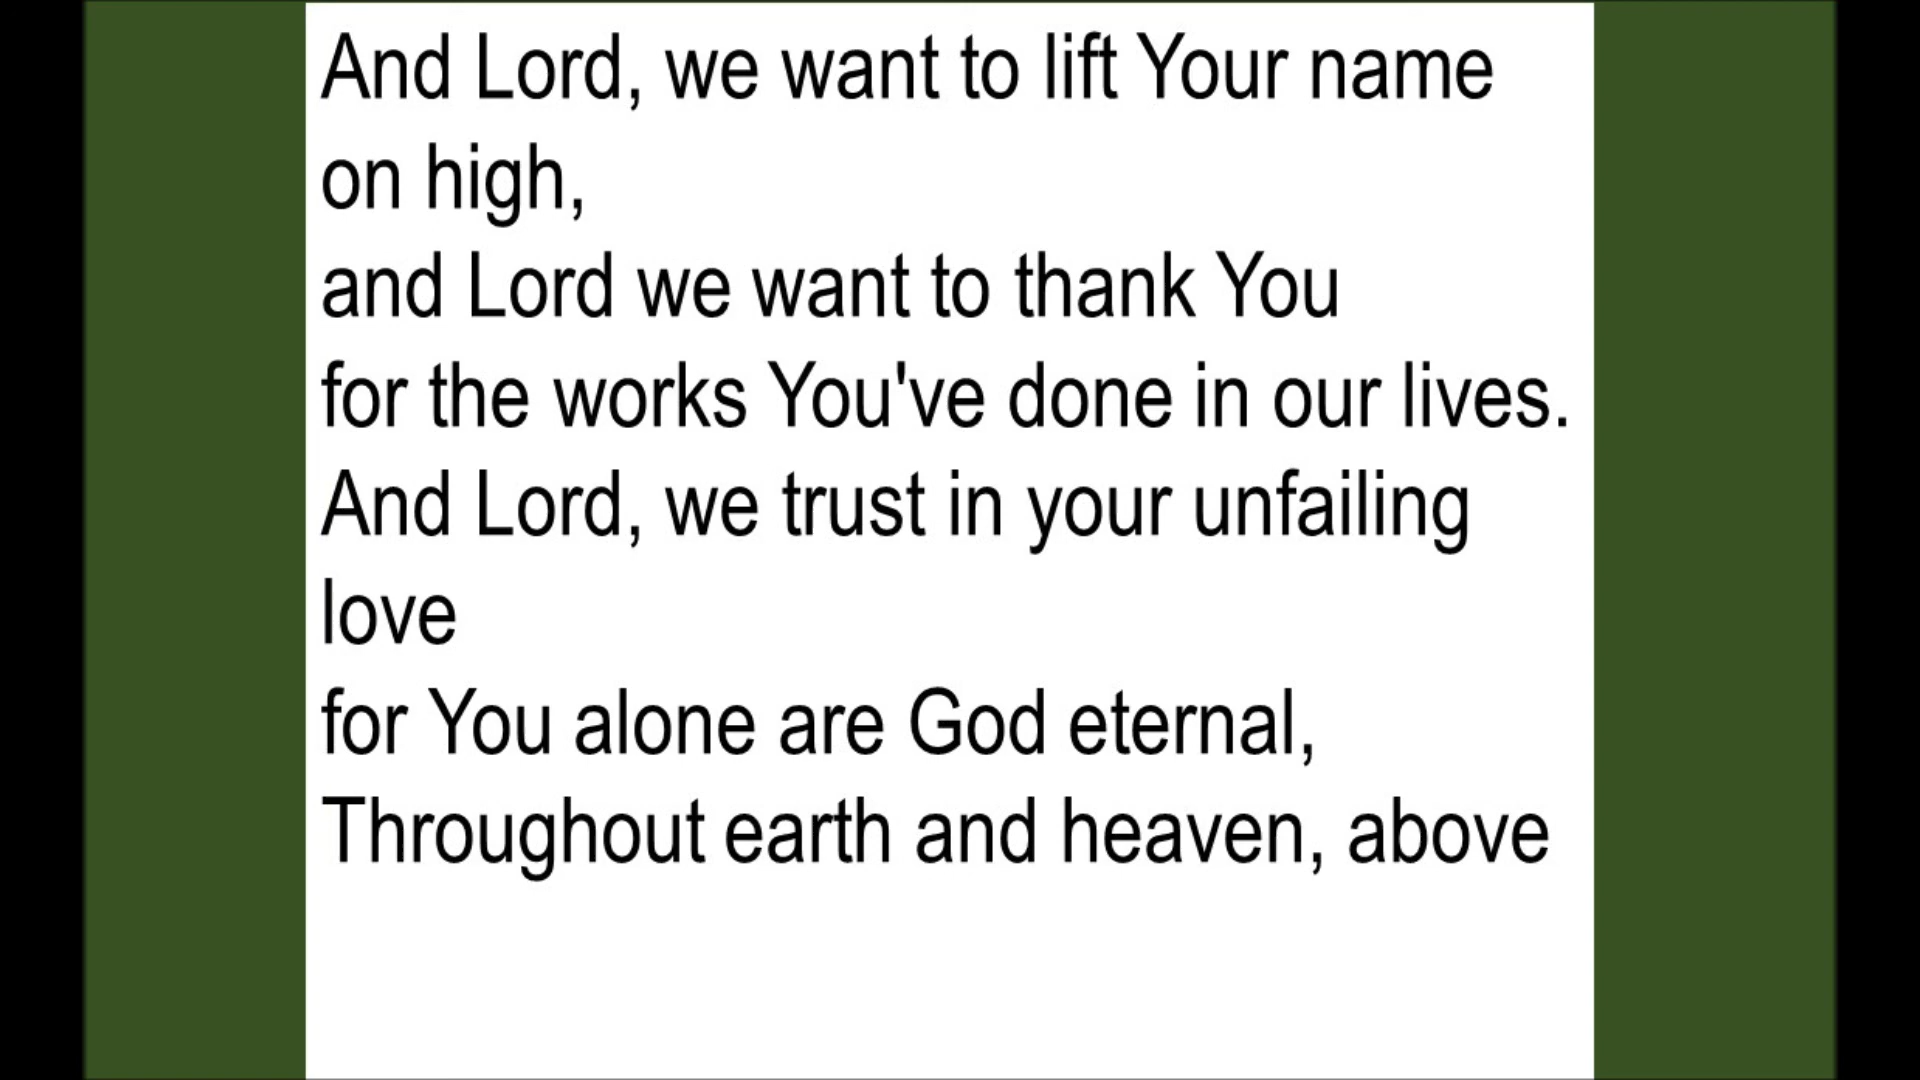 And Lord, we want to lift Your name
on high,
and Lord we want to thank You
for the works You've done in our lives.
And Lord, we trust in your unfailing
love
for You alone are God eternal,
Throughout earth and heaven, above